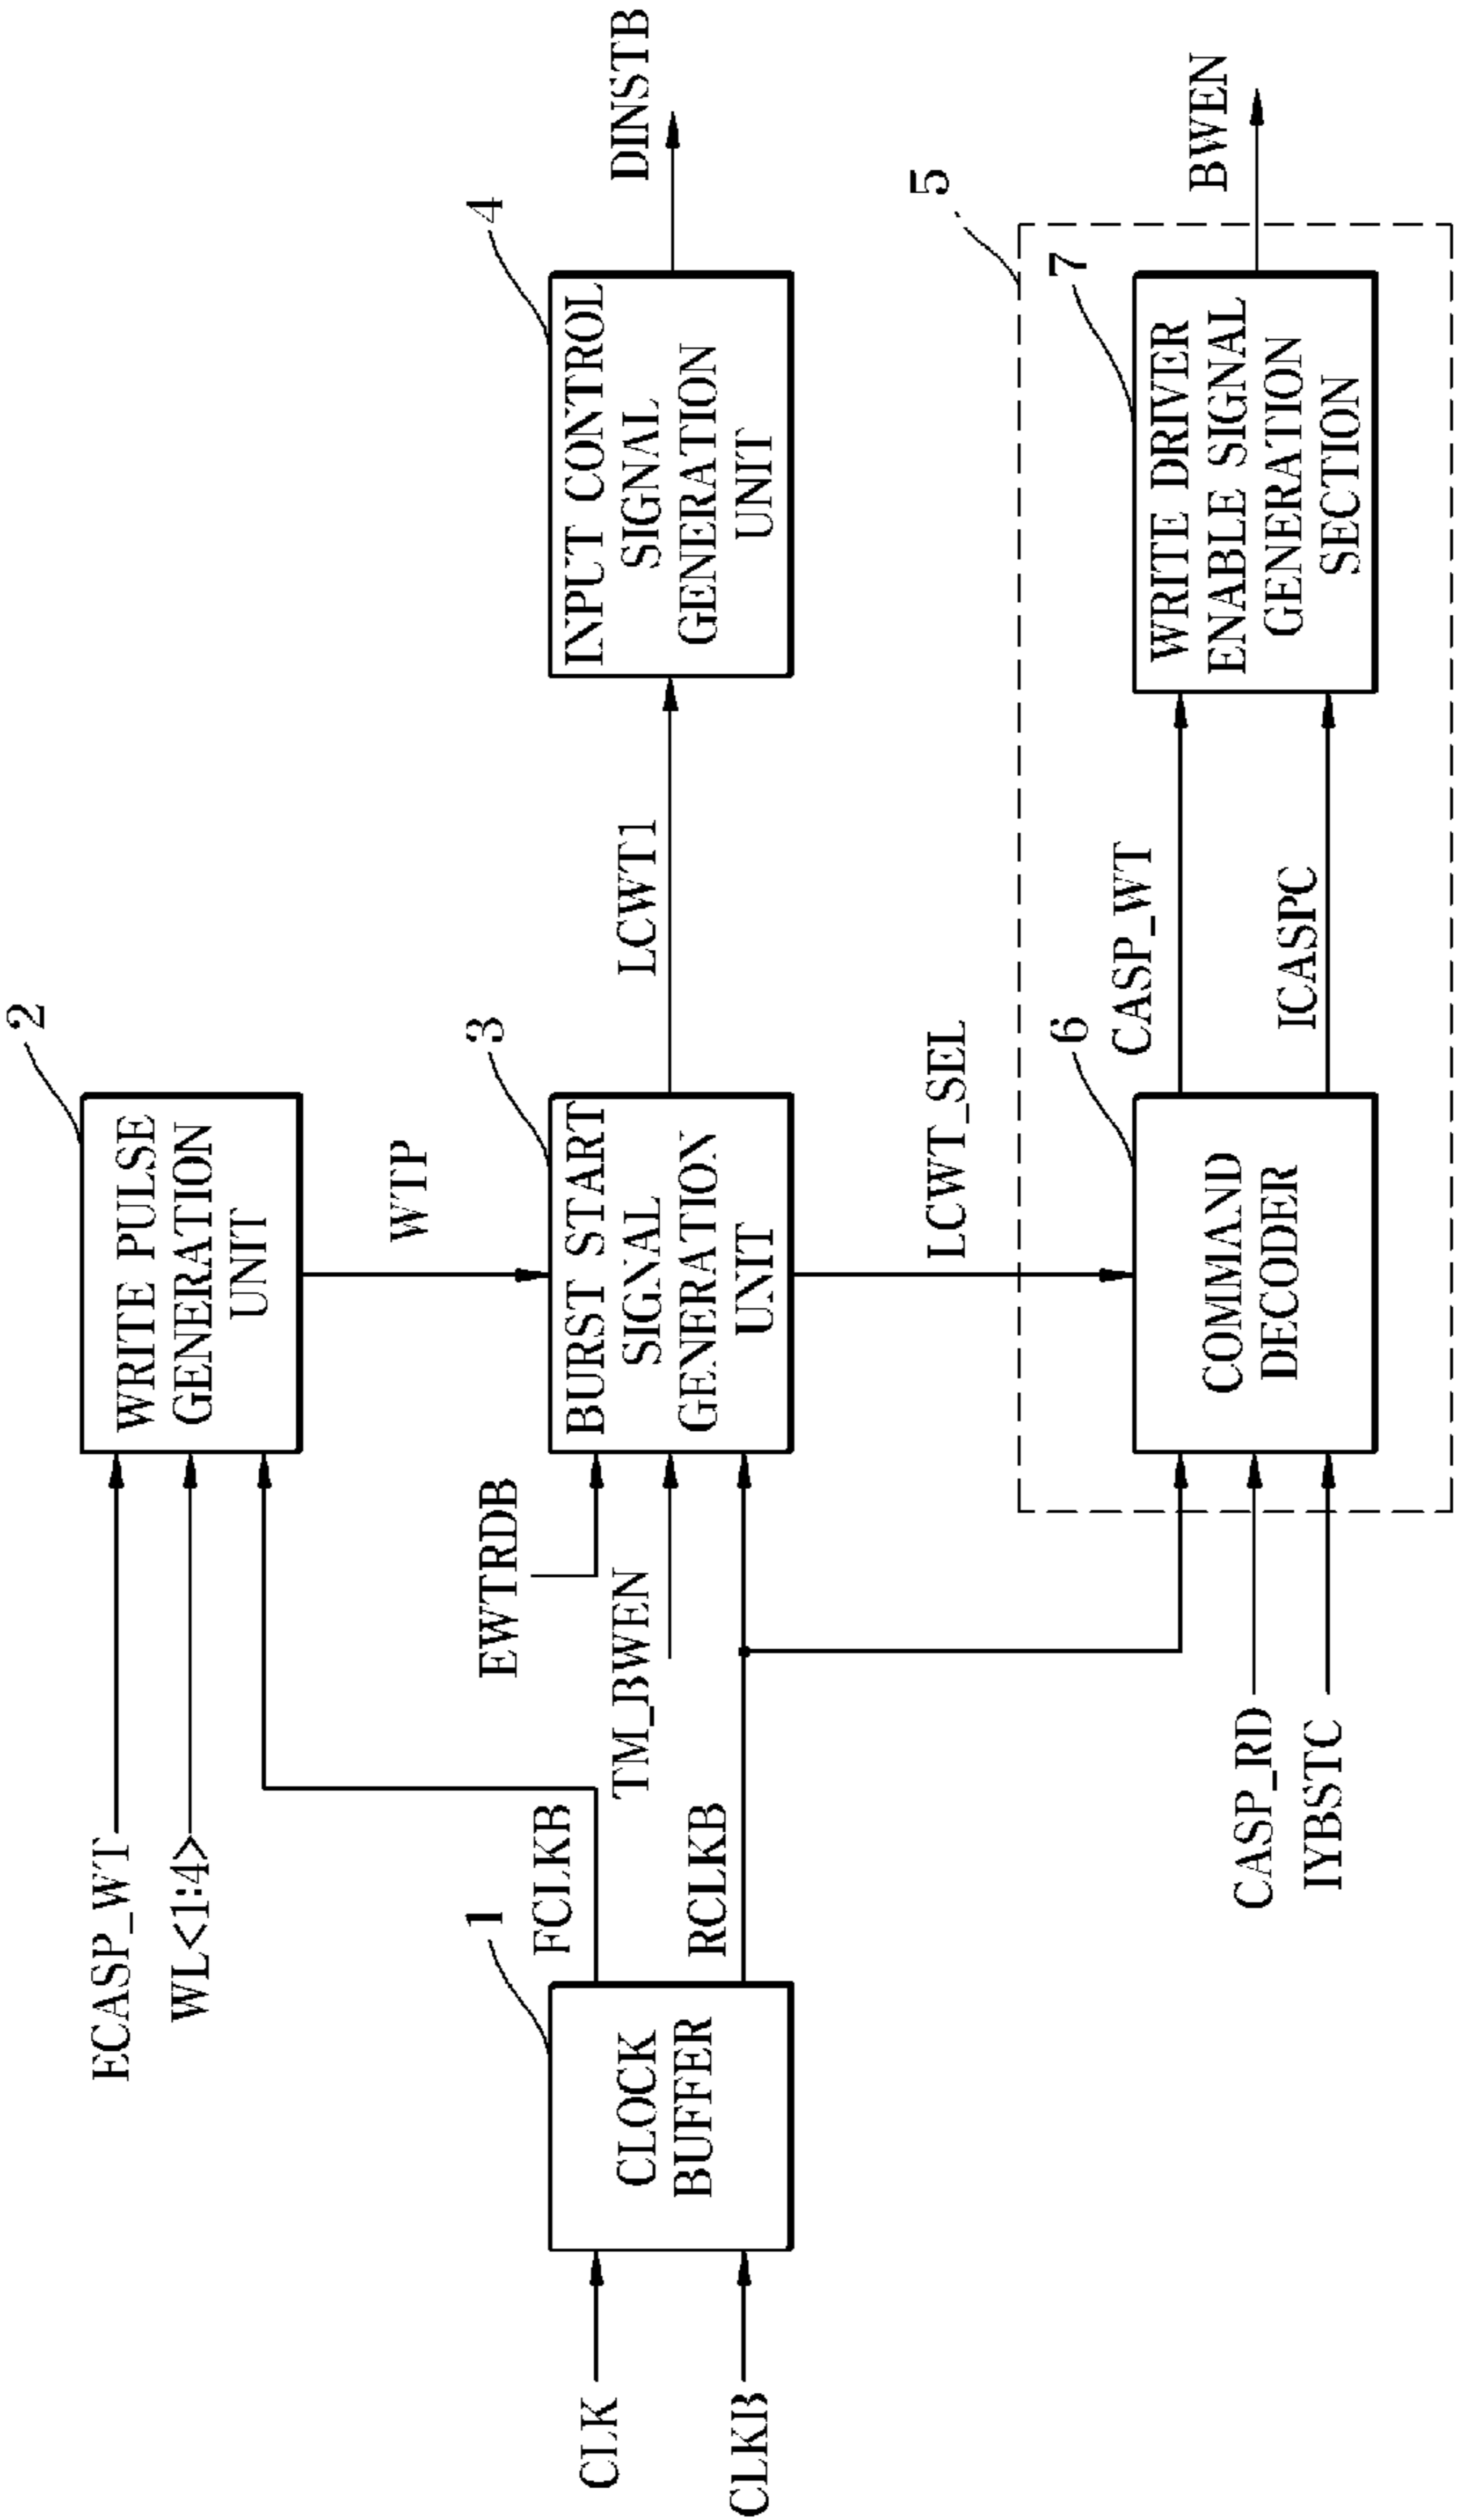 ECASP_WT
WL<1:4>
WRITE PULSE
GENERATION
UNIT
2
WTP
CLK
CLKB
CLOCK
BUFFER
1
FCLKB
RCLKB
EWTRDB
TM_BWEN
BURST START
SIGNAL
GENERATION
UNIT
3
LCWT1
INPUT CONTROL
SIGNAL
GENERATION
UNIT
4
DINSTB
LCWT_SEL
5
CASP_RD
IYBSTC
COMMAND
DECODER
6
CASP_WT
ICASPC
WRITE DRIVER
ENABLE SIGNAL
GENERATION
SECTION
7
BWEN